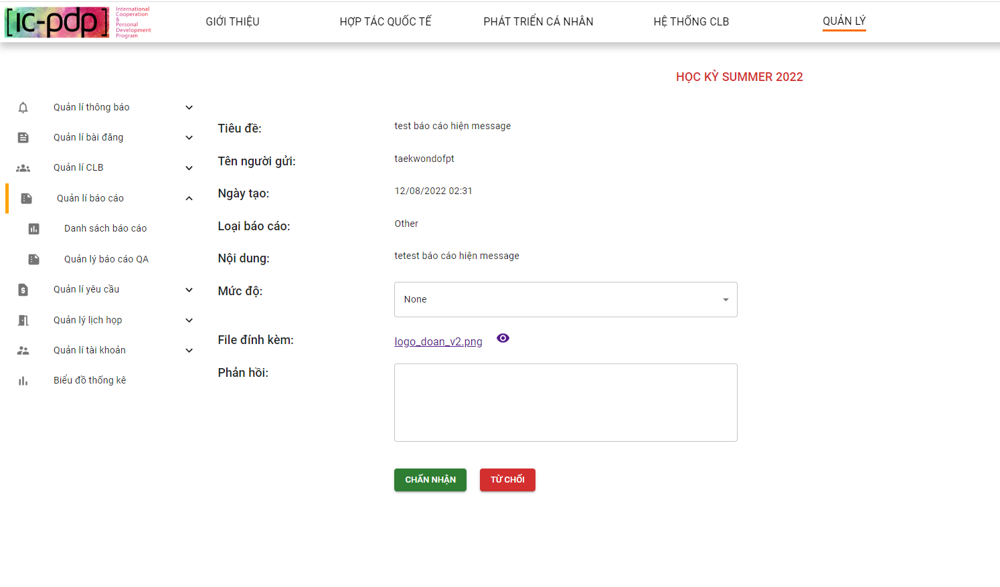 [ic-pdp]
International
Cooperation
&
Personal
Development
Program
GIỚI THIỆU
HỢP TÁC QUỐC TẾ
PHÁT TRIỂN CÁ NHÂN
HỆ THỐNG CLB
QUẢN LÝ
HỌC KỲ SUMMER 2022
Quản lí thông báo
Quản lí bài đăng
Quản lí CLB
Quản lí báo cáo
Danh sách báo cáo
Quản lý báo cáo QA
Quản lí yêu cầu
Quản lý lịch họp
Quản lí tài khoản
Biểu đồ thống kê
Tiêu đề: test báo cáo hiện message
Tên người gửi: taekwondofpt
Ngày tạo: 12/08/2022 02:31
Loại báo cáo: Other
Nội dung: tetest báo cáo hiện message
Mức độ: None
File đính kèm: logo_doan_v2.png
Phản hồi:
CHẤN NHẬN
TỪ CHỐI